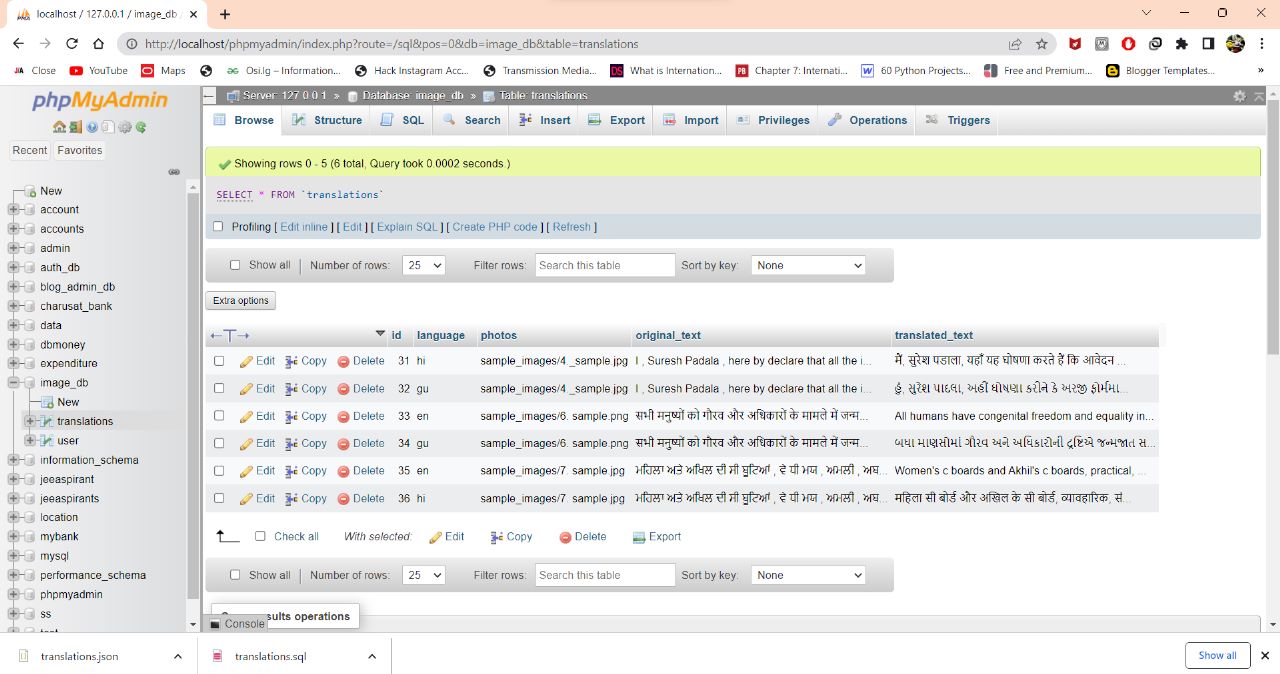 localhost / 127.0.0.1 / image_db
http://localhost/phpmyadmin/index.php?route=/sql&pos=0&db=image_db&table=translations
Close YouTube Maps Osi.Ig – Information... Hack Instagram Acc... Transmission Media... What is Internation... Chapter 7: Internati... 60 Python Projects... Free and Premium... Blogger Templates... »
phpMyAdmin
Recent Favorites
New
account
accounts
admin
auth_db
blog_admin_db
charusat_bank
data
dbmoney
expenditure
image_db
New
translations
user
information_schema
jeeaspirant
jeeaspirants
location
mybank
mysql
performance_schema
phpmyadmin
ss
Server: 127.0.0.1 » Database: image_db » Table: translations
Browse Structure SQL Search Insert Export Import Privileges Operations Triggers
Showing rows 0 - 5 (6 total, Query took 0.0002 seconds.)
SELECT * FROM `translations`
Profiling [ Edit inline ] [ Edit ] [ Explain SQL ] [ Create PHP code ] [ Refresh ]
Show all | Number of rows: 25 Filter rows: Search this table Sort by key: None
Extra options
←T→ id language photos original_text translated_text
Edit Copy Delete 31 hi sample_images/4._sample.jpg I , Suresh Padala , here by declare that all the i... मैं, सुरेश पडाला, यहाँ यह घोषणा करते हैं कि आवेदन ...
Edit Copy Delete 32 gu sample_images/4._sample.jpg I , Suresh Padala , here by declare that all the i... હું, સુરેશ પાદલા, અહીં ઘોષણા કરીને કે અરજી ફોર્મમા...
Edit Copy Delete 33 en sample_images/6. sample.png सभी मनुष्यों को गौरव और अधिकारों के मामले में जन्म... All humans have congenital freedom and equality in...
Edit Copy Delete 34 gu sample_images/6. sample.png सभी मनुष्यों को गौरव और अधिकारों के मामले में जन्म... બધા માણસોમાં ગૌરવ અને અધિકારોની દ્રષ્ટિએ જન્મજાત સ...
Edit Copy Delete 35 en sample_images/7. sample.jpg ਮਹਿਲਾ ਅਤੇ ਅਖਿਲ ਦੀ ਸੀ ਬੂਟਿਆਂ , ਵੇ ਪੀ ਮਯ , ਅਮਲੀ , ਅਘ... Women's c boards and Akhil's c boards, practical, ...
Edit Copy Delete 36 hi sample_images/7. sample.jpg ਮਹਿਲਾ ਅਤੇ ਅਖਿਲ ਦੀ ਸੀ ਬੂਟਿਆਂ , ਵੇ ਪੀ ਮਯ , ਅਮਲੀ , ਅਘ... महिला सी बोर्ड और अखिल के सी बोर्ड, व्यावहारिक, सं...
Check all With selected: Edit Copy Delete Export
Show all | Number of rows: 25 Filter rows: Search this table Sort by key: None
operations
Console
translations.json translations.sql Show all